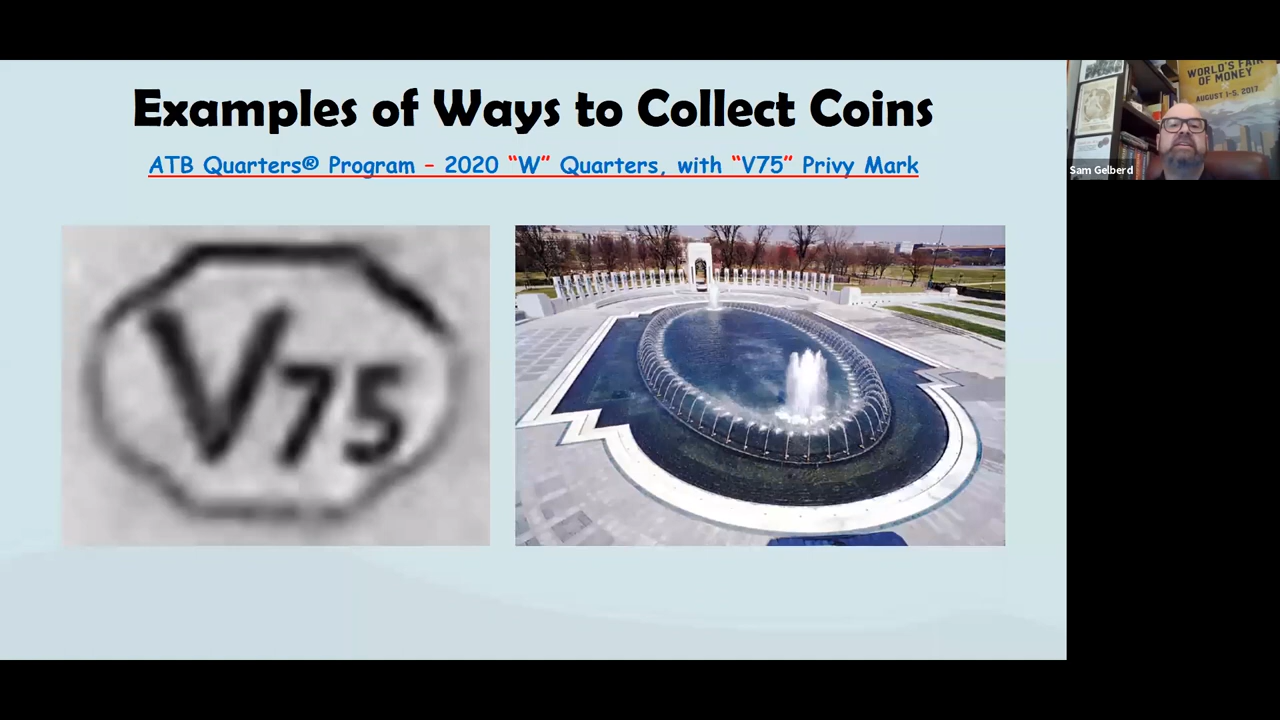 Examples of Ways to Collect Coins
ATB Quarters® Program – 2020 “W” Quarters, with “V75” Privy Mark
V75
WORLD'S FAIR
OF MONEY
AUGUST 1-5, 2017
Sam Gelberd